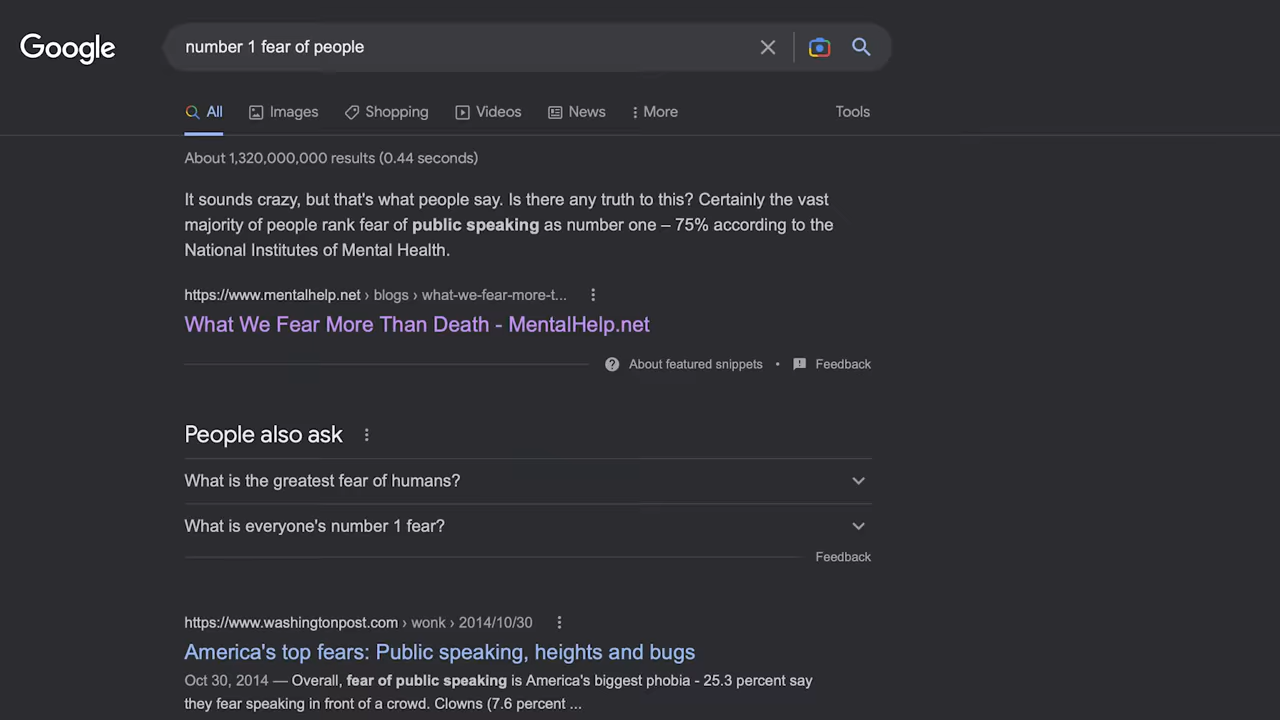 Google
number 1 fear of people
All
Images
Shopping
Videos
News
More
Tools
About 1,320,000,000 results (0.44 seconds)
It sounds crazy, but that's what people say. Is there any truth to this? Certainly the vast
majority of people rank fear of public speaking as number one – 75% according to the
National Institutes of Mental Health.
https://www.mentalhelp.net › blogs › what-we-fear-more-t...
What We Fear More Than Death - MentalHelp.net
About featured snippets • Feedback
People also ask
What is the greatest fear of humans?
What is everyone's number 1 fear?
Feedback
https://www.washingtonpost.com › wonk › 2014/10/30
America's top fears: Public speaking, heights and bugs
Oct 30, 2014 — Overall, fear of public speaking is America's biggest phobia - 25.3 percent say
they fear speaking in front of a crowd. Clowns (7.6 percent ...